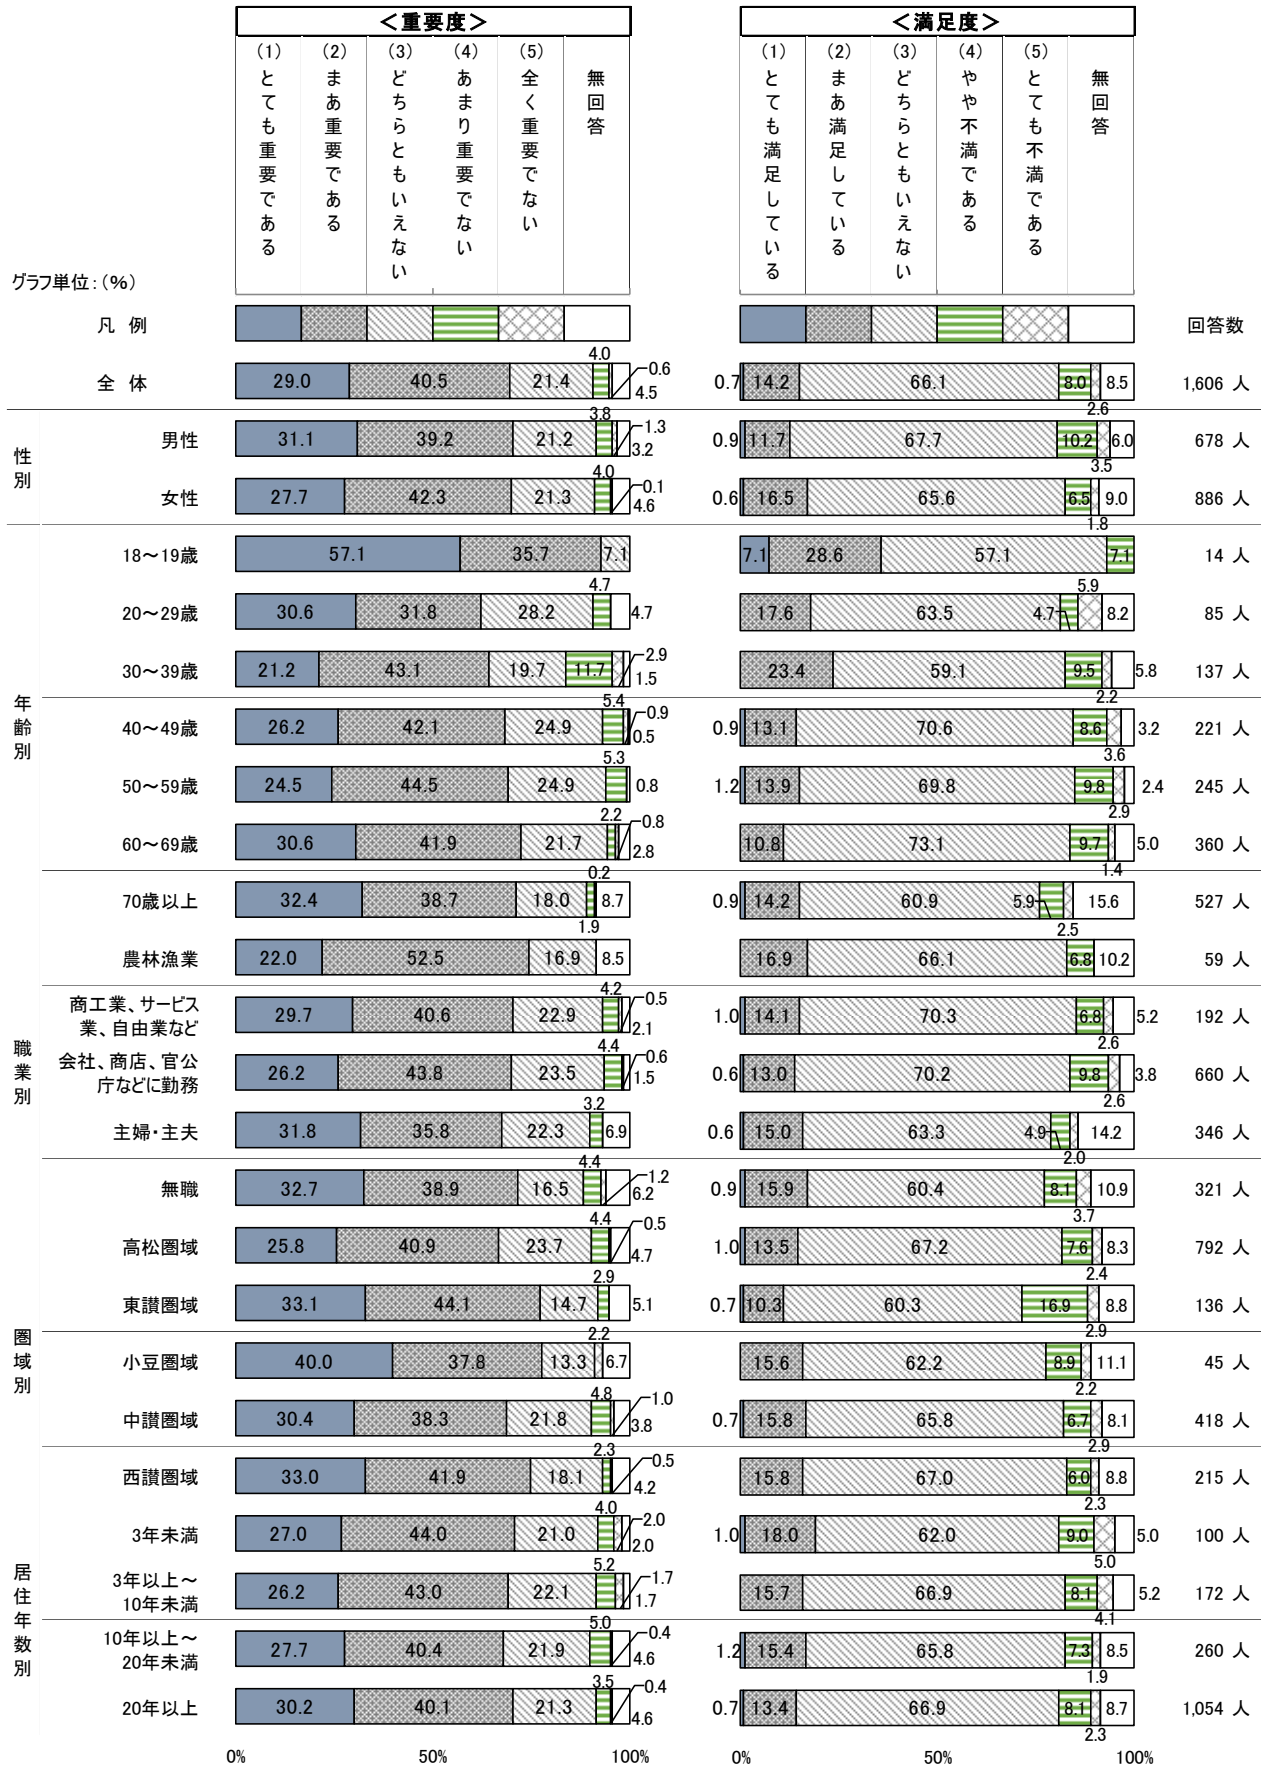 ＜重要度＞
(1)とても重要である
(2)まあ重要である
(3)どちらともいえない
(4)あまり重要でない
(5)全く重要でない
無回答
＜満足度＞
(1)とても満足している
(2)まあ満足している
(3)どちらともいえない
(4)やや不満である
(5)とても不満である
無回答
グラフ単位：（%）
凡 例
回答数
全 体 29.0 40.5 21.4 4.0 0.6 4.5 0.7 14.2 66.1 8.0 2.6 8.5 1,606 人
性別
男性 31.1 39.2 21.2 3.8 1.3 3.2 0.9 11.7 67.7 10.2 3.5 6.0 678 人
女性 27.7 42.3 21.3 4.0 0.1 4.6 0.6 16.5 65.6 6.5 1.8 9.0 886 人
年齢別
18～19歳 57.1 35.7 7.1 7.1 28.6 57.1 7.1 14 人
20～29歳 30.6 31.8 28.2 4.7 4.7 17.6 63.5 4.7 5.9 8.2 85 人
30～39歳 21.2 43.1 19.7 11.7 2.9 1.5 23.4 59.1 9.5 2.2 5.8 137 人
40～49歳 26.2 42.1 24.9 5.4 0.9 0.5 0.9 13.1 70.6 8.6 3.6 3.2 221 人
50～59歳 24.5 44.5 24.9 5.3 0.8 1.2 13.9 69.8 9.8 2.9 2.4 245 人
60～69歳 30.6 41.9 21.7 2.2 0.8 2.8 10.8 73.1 9.7 1.4 5.0 360 人
70歳以上 32.4 38.7 18.0 1.9 0.2 8.7 0.9 14.2 60.9 5.9 2.5 15.6 527 人
職業別
農林漁業 22.0 52.5 16.9 8.5 16.9 66.1 6.8 10.2 59 人
商工業、サービス
業、自由業など 29.7 40.6 22.9 4.2 0.5 2.1 1.0 14.1 70.3 6.8 2.6 5.2 192 人
会社、商店、官公
庁などに勤務 26.2 43.8 23.5 4.4 0.6 1.5 0.6 13.0 70.2 9.8 2.6 3.8 660 人
主婦・主夫 31.8 35.8 22.3 3.2 6.9 0.6 15.0 63.3 4.9 2.0 14.2 346 人
無職 32.7 38.9 16.5 4.4 1.2 6.2 0.9 15.9 60.4 8.1 3.7 10.9 321 人
圏域別
高松圏域 25.8 40.9 23.7 4.4 0.5 4.7 1.0 13.5 67.2 7.6 2.4 8.3 792 人
東讃圏域 33.1 44.1 14.7 2.9 5.1 0.7 10.3 60.3 16.9 2.9 8.8 136 人
小豆圏域 40.0 37.8 13.3 2.2 6.7 15.6 62.2 8.9 2.2 11.1 45 人
中讃圏域 30.4 38.3 21.8 4.8 1.0 3.8 0.7 15.8 65.8 6.7 2.9 8.1 418 人
西讃圏域 33.0 41.9 18.1 2.3 0.5 4.2 15.8 67.0 6.0 2.3 8.8 215 人
居住年数別
3年未満 27.0 44.0 21.0 4.0 2.0 2.0 1.0 18.0 62.0 9.0 5.0 5.0 100 人
3年以上～
10年未満 26.2 43.0 22.1 5.2 1.7 1.7 15.7 66.9 8.1 4.1 5.2 172 人
10年以上～
20年未満 27.7 40.4 21.9 5.0 0.4 4.6 1.2 15.4 65.8 7.3 1.9 8.5 260 人
20年以上 30.2 40.1 21.3 3.5 0.4 4.6 0.7 13.4 66.9 8.1 2.3 8.7 1,054 人
0% 50% 100% 0% 50% 100%